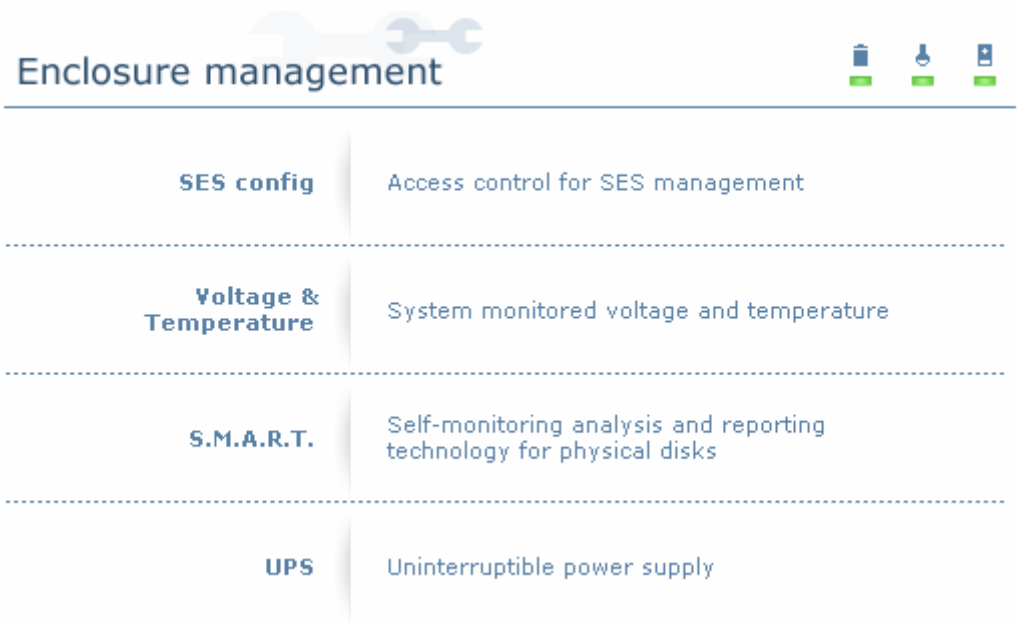 Enclosure management
SES config
Access control for SES management
Voltage &
Temperature
System monitored voltage and temperature
S.M.A.R.T.
Self-monitoring analysis and reporting
technology for physical disks
UPS
Uninterruptible power supply